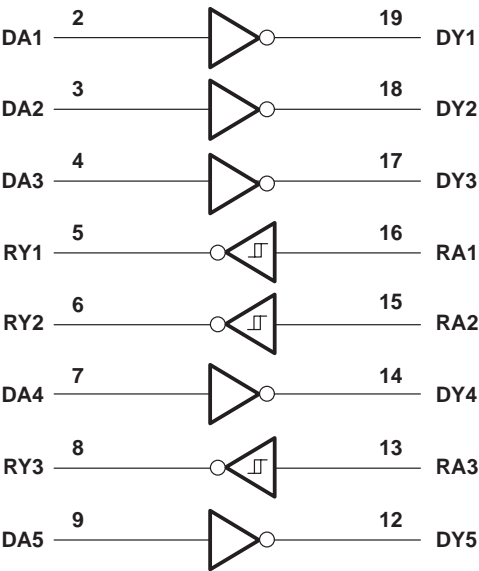 DA1 2 19 DY1
DA2 3 18 DY2
DA3 4 17 DY3
RY1 5 16 RA1
RY2 6 15 RA2
DA4 7 14 DY4
RY3 8 13 RA3
DA5 9 12 DY5